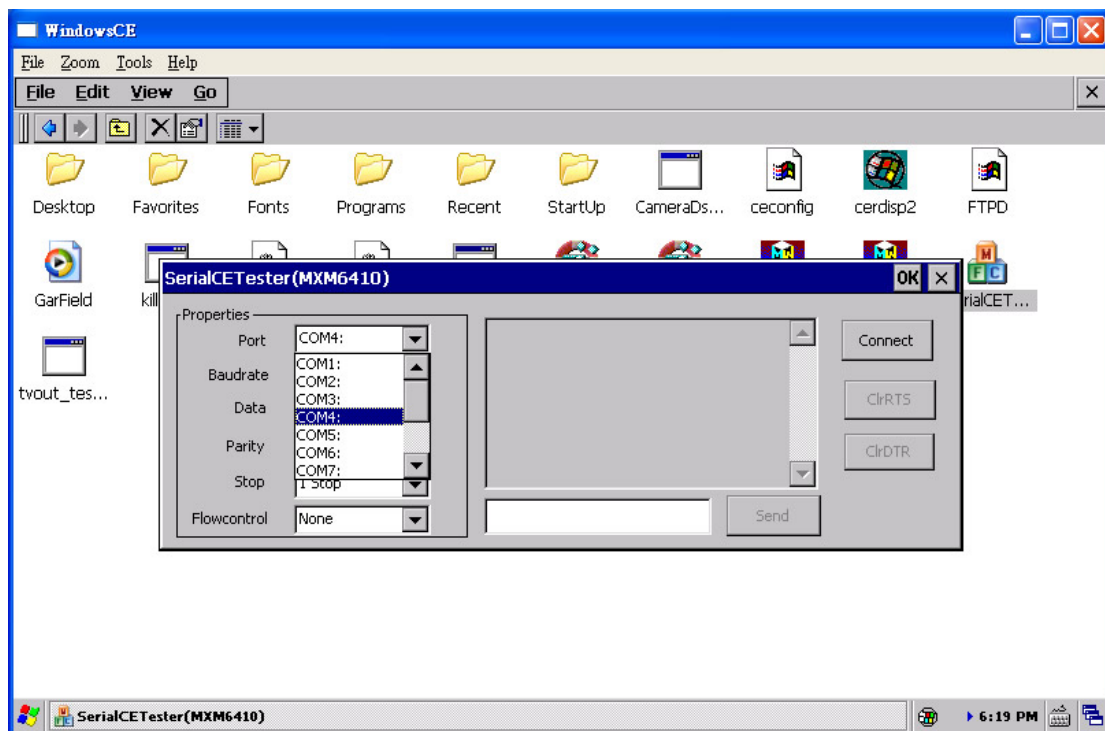 WindowsCE
File Zoom Tools Help
File Edit View Go
Desktop Favorites Fonts Programs Recent StartUp CameraDs... ceconfig cerdisp2 FTPD
GarField kill rialCET...
tvout_tes...
SerialCETester(MXM6410) OK
Properties
Port COM4:
COM1:
COM2:
COM3:
COM4:
COM5:
COM6:
COM7:
Baudrate
Data
Parity
Stop 1 Stop
Flowcontrol None
Connect
ClrRTS
ClrDTR
Send
SerialCETester(MXM6410) 6:19 PM